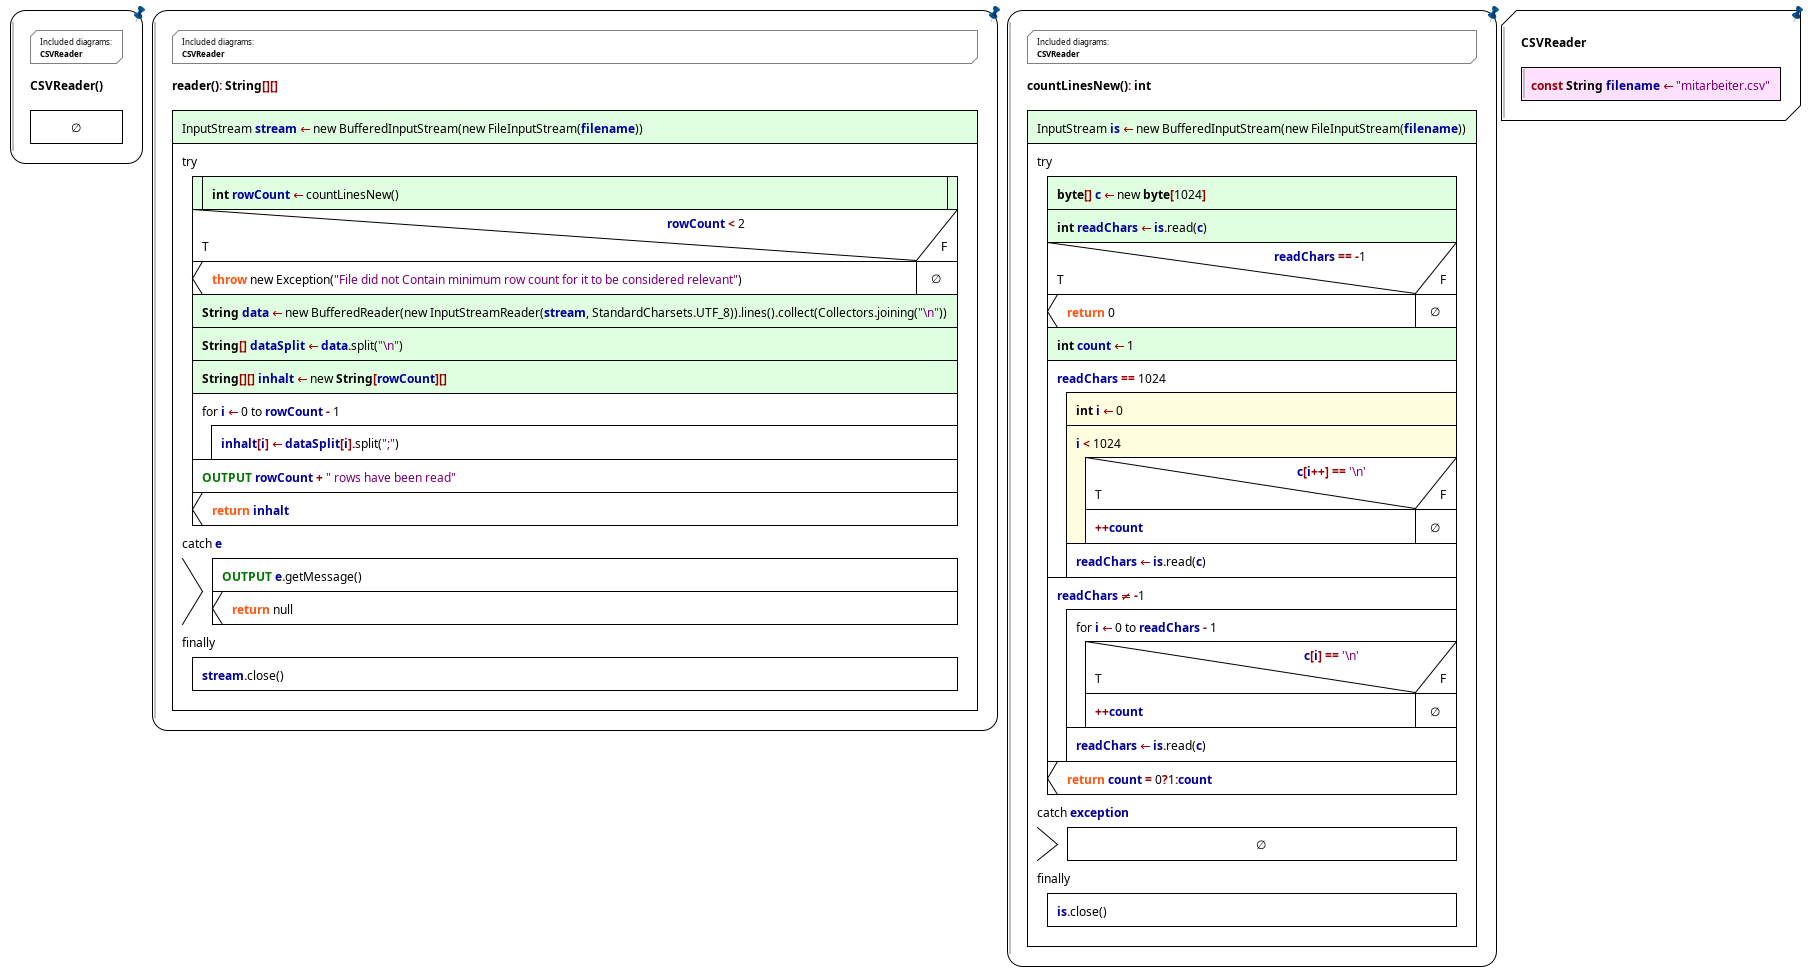 Included diagrams:
CSVReader
CSVReader()
∅
Included diagrams:
CSVReader
reader(): String[][]
InputStream stream ← new BufferedInputStream(new FileInputStream(filename))
try
int rowCount ← countLinesNew()
rowCount < 2
T
F
throw new Exception("File did not Contain minimum row count for it to be considered relevant")
∅
String data ← new BufferedReader(new InputStreamReader(stream, StandardCharsets.UTF_8)).lines().collect(Collectors.joining("\n"))
String[] dataSplit ← data.split("\n")
String[][] inhalt ← new String[rowCount][]
for i ← 0 to rowCount - 1
inhalt[i] ← dataSplit[i].split(";")
OUTPUT rowCount + " rows have been read"
return inhalt
catch e
OUTPUT e.getMessage()
return null
finally
stream.close()
Included diagrams:
CSVReader
countLinesNew(): int
InputStream is ← new BufferedInputStream(new FileInputStream(filename))
try
byte[] c ← new byte[1024]
int readChars ← is.read(c)
readChars == -1
T
F
return 0
∅
int count ← 1
readChars == 1024
int i ← 0
i < 1024
c[i++] == '\n'
T
F
++count
∅
readChars ← is.read(c)
readChars ≠ -1
for i ← 0 to readChars - 1
c[i] == '\n'
T
F
++count
∅
readChars ← is.read(c)
return count = 0?1:count
catch exception
∅
finally
is.close()
CSVReader
const String filename ← "mitarbeiter.csv"